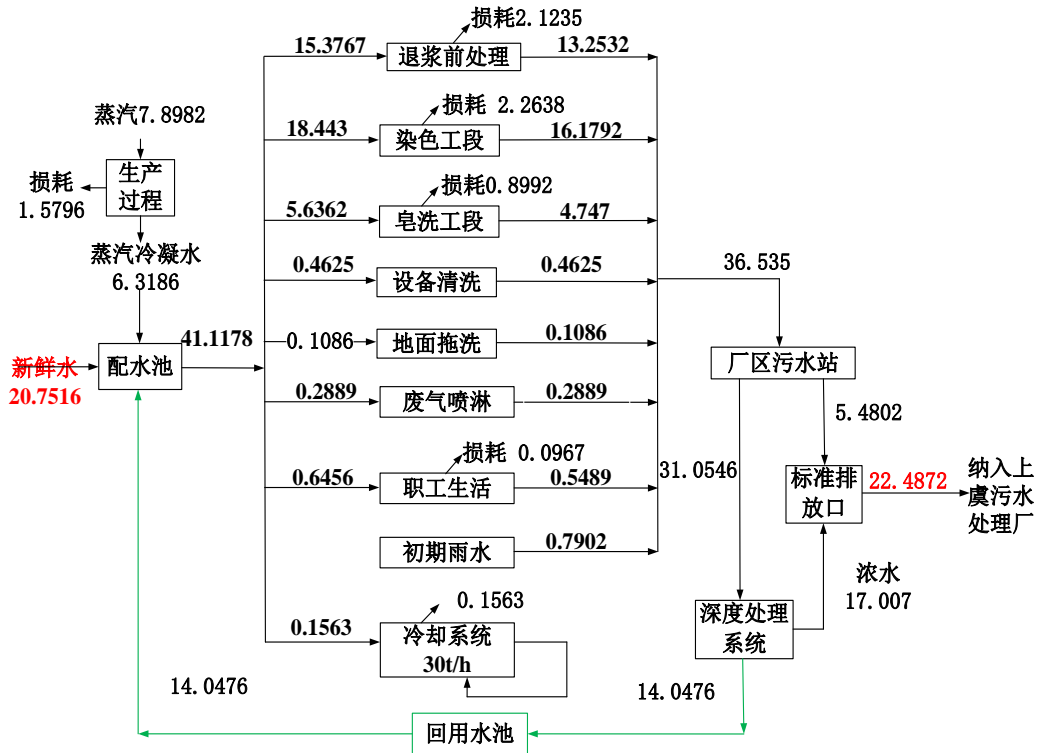 损耗2.1235
15.3767
退浆前处理
13.2532
蒸汽7.8982
损耗 2.2638
18.443
染色工段
16.1792
生产
过程
损耗
1.5796
损耗0.8992
5.6362
皂洗工段
4.747
蒸汽冷凝水
6.3186
0.4625
设备清洗
0.4625
36.535
41.1178
0.1086
地面拖洗
0.1086
新鲜水
20.7516
配水池
厂区污水站
0.2889
废气喷淋
0.2889
5.4802
损耗 0.0967
31.0546
0.6456
职工生活
0.5489
标准排
放口
22.4872
纳入上
虞污水
处理厂
初期雨水
0.7902
浓水
17.007
0.1563
0.1563
冷却系统
30t/h
深度处理
系统
14.0476
14.0476
回用水池